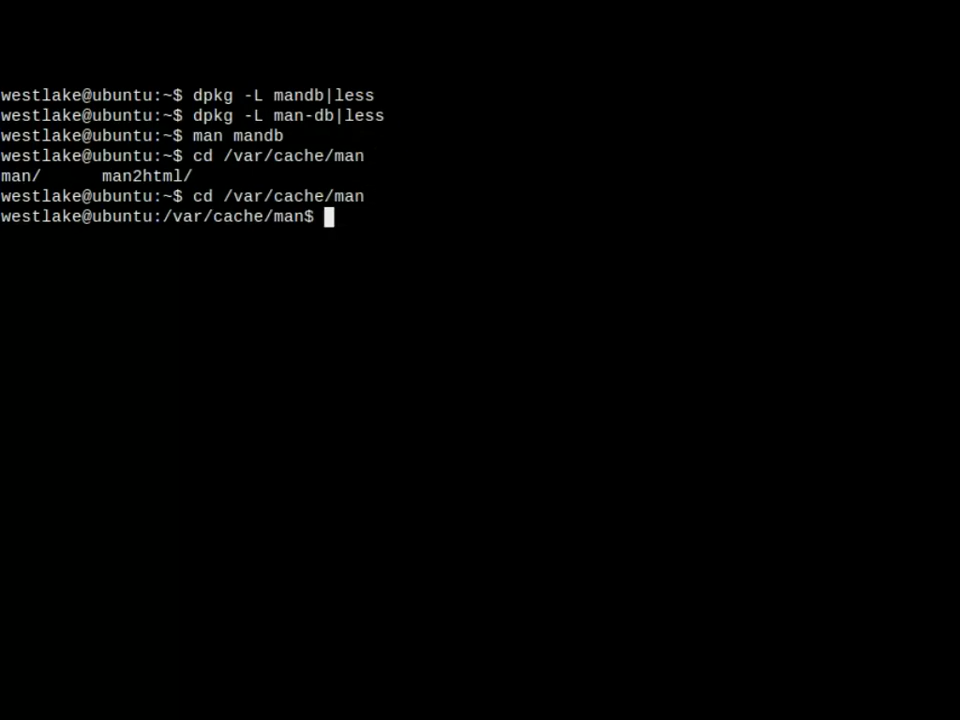 westlake@ubuntu:~$ dpkg -L mandb|less
westlake@ubuntu:~$ dpkg -L man-db|less
westlake@ubuntu:~$ man mandb
westlake@ubuntu:~$ cd /var/cache/man
man/      man2html/
westlake@ubuntu:~$ cd /var/cache/man
westlake@ubuntu:/var/cache/man$